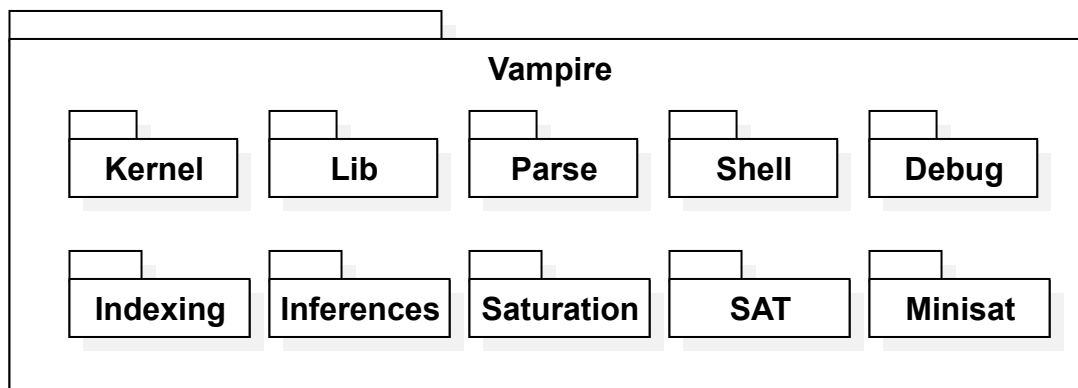 Vampire
Kernel Lib Parse Shell Debug
Indexing Inferences Saturation SAT Minisat